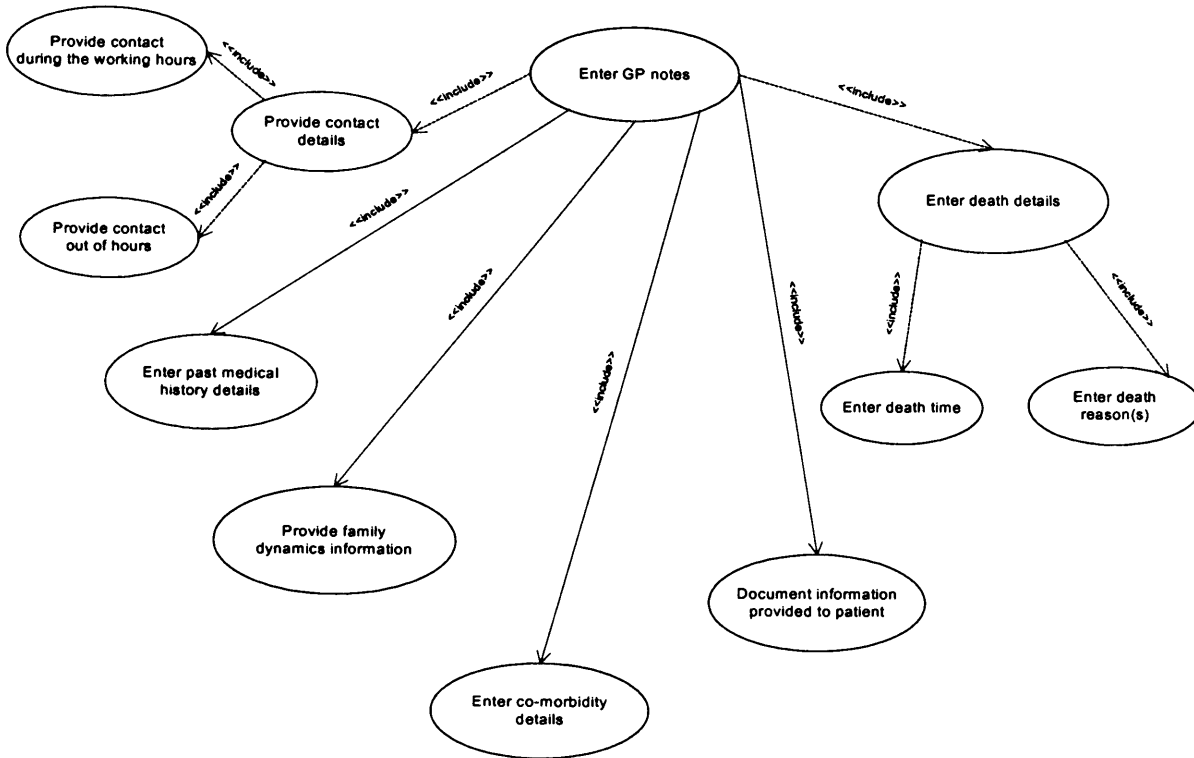 Provide contact
during the working hours
<<include>>
Enter GP notes
<<include>>
<<include>>
Provide contact
details
Enter death details
<<include>>
<<include>>
Provide contact
out of hours
<<include>>
<<include>>
<<include>>
<<include>>
<<include>>
Enter past medical
history details
<<include>>
Enter death time
Enter death
reason(s)
Provide family
dynamics information
Document information
provided to patient
Enter co-morbidity
details